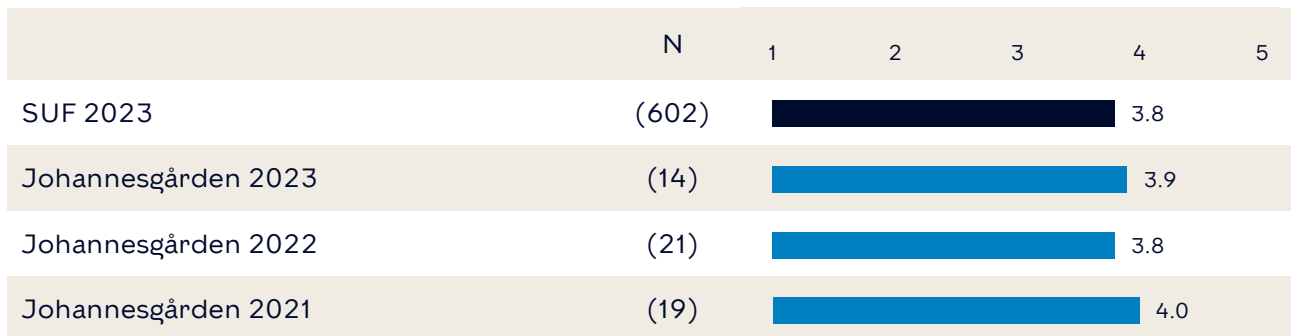 N 1 2 3 4 5
SUF 2023 (602) 3.8
Johannesgården 2023 (14) 3.9
Johannesgården 2022 (21) 3.8
Johannesgården 2021 (19) 4.0